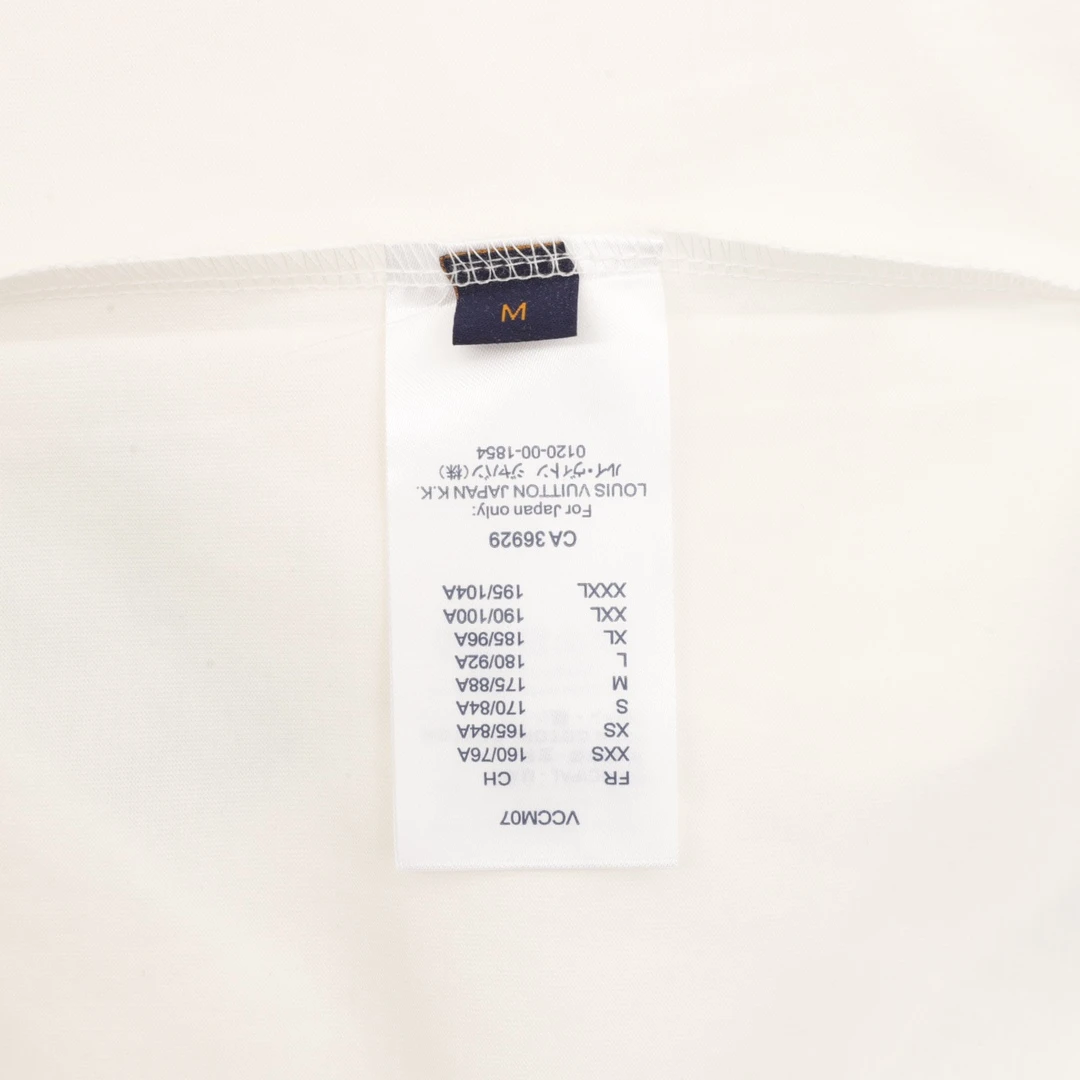 M
VCCM07
FR CH
XXS 160/76A
XS 165/84A
S 170/84A
M 175/88A
L 180/92A
XL 185/96A
XXL 190/100A
XXXL 195/104A
CA 36929
For Japan only:
LOUIS VUITTON JAPAN K.K.
ルイ・ヴィトン ジャパン(株)
0120-00-1854